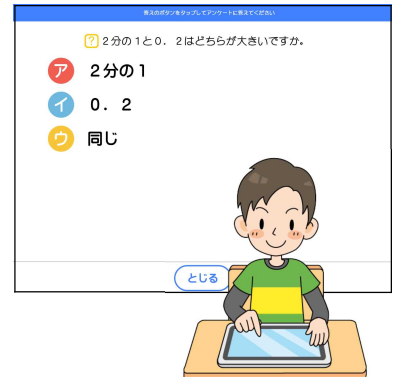 答えのボタンをタップしてアンケートに答えてください
? 2分の1と0．2はどちらが大きいですか。
ア 2分の1
イ 0．2
ウ 同じ
とじる